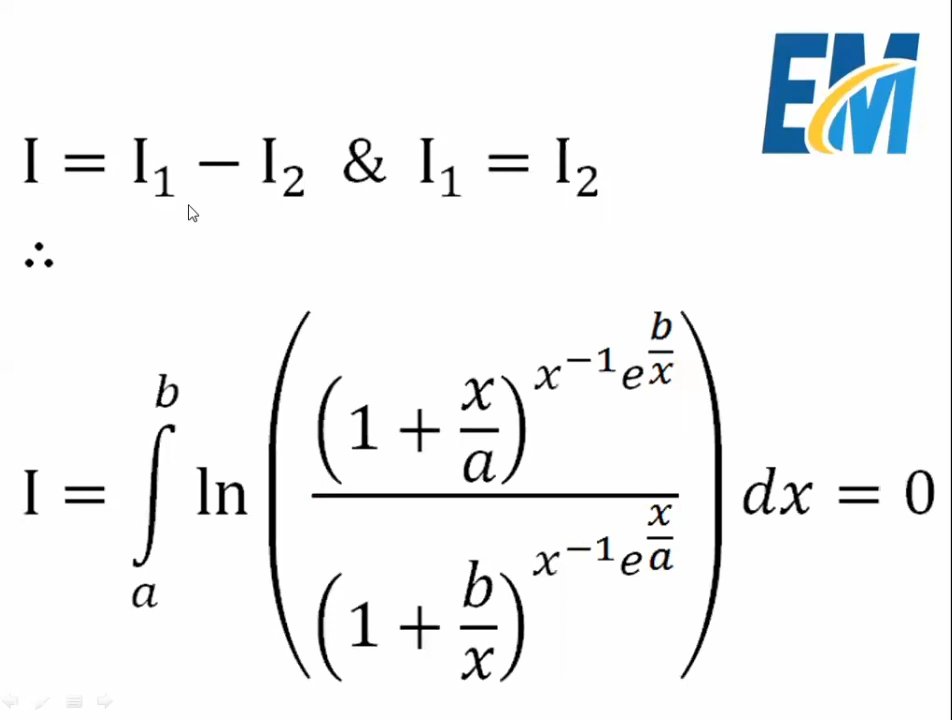 EM
I = I₁ − I₂ & I₁ = I₂
∴
I = ∫ₐᵇ ln( (1 + x/a)^(x⁻¹e^(b/x)) / (1 + b/x)^(x⁻¹e^(x/a)) ) dx = 0